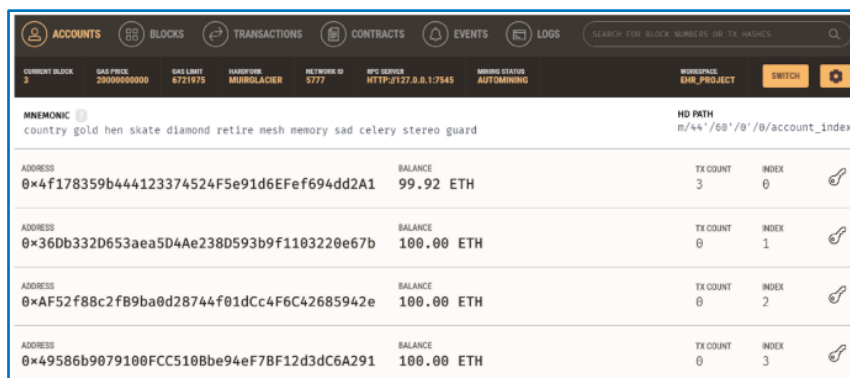 ACCOUNTS BLOCKS TRANSACTIONS CONTRACTS EVENTS LOGS SEARCH FOR BLOCK NUMBERS OR TX HASHES
CURRENT BLOCK GAS PRICE GAS LIMIT HARDFORK NETWORK ID RPC SERVER MINING STATUS WORKSPACE
3 20000000000 6721975 MUIRGLACIER 5777 HTTP://127.0.0.1:7545 AUTOMINING EHR_PROJECT SWITCH
MNEMONIC ? HD PATH
country gold hen skate diamond retire mesh memory sad celery stereo guard m/44'/60'/0'/0/account_index
ADDRESS BALANCE TX COUNT INDEX
0×4f178359b444123374524F5e91d6EFef694dd2A1 99.92 ETH 3 0
ADDRESS BALANCE TX COUNT INDEX
0×36Db332D653aea5D4Ae238D593b9f1103220e67b 100.00 ETH 0 1
ADDRESS BALANCE TX COUNT INDEX
0×AF52f88c2fB9ba0d28744f01dCc4F6C42685942e 100.00 ETH 0 2
ADDRESS BALANCE TX COUNT INDEX
0×49586b9079100FCC510Bbe94eF7BF12d3dC6A291 100.00 ETH 0 3